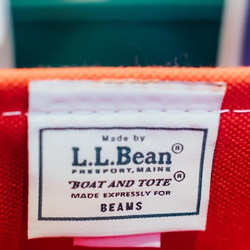 Made by
L.L.Bean®
FREEPORT, MAINE
"BOAT AND TOTE"®
MADE EXPRESSLY FOR
BEAMS